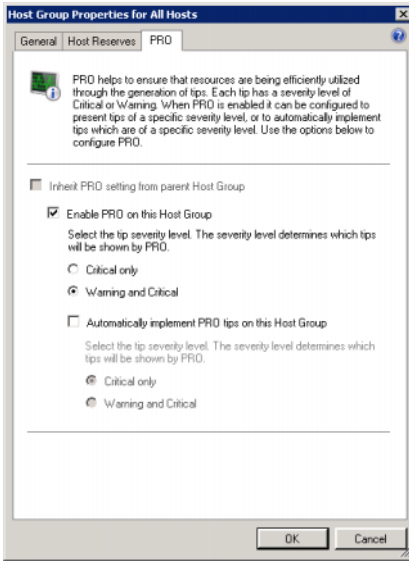 Host Group Properties for All Hosts
General
Host Reserves
PRO
PRO helps to ensure that resources are being efficiently utilized
through the generation of tips. Each tip has a severity level of
Critical or Warning. When PRO is enabled it can be configured to
present tips of a specific severity level, or to automatically implement
tips which are of a specific severity level. Use the options below to
configure PRO.
Inherit PRO setting from parent Host Group
Enable PRO on this Host Group
Select the tip severity level. The severity level determines which tips
will be shown by PRO.
Critical only
Warning and Critical
Automatically implement PRO tips on this Host Group
Select the tip severity level. The severity level determines which
tips will be shown by PRO.
Critical only
Warning and Critical
OK
Cancel